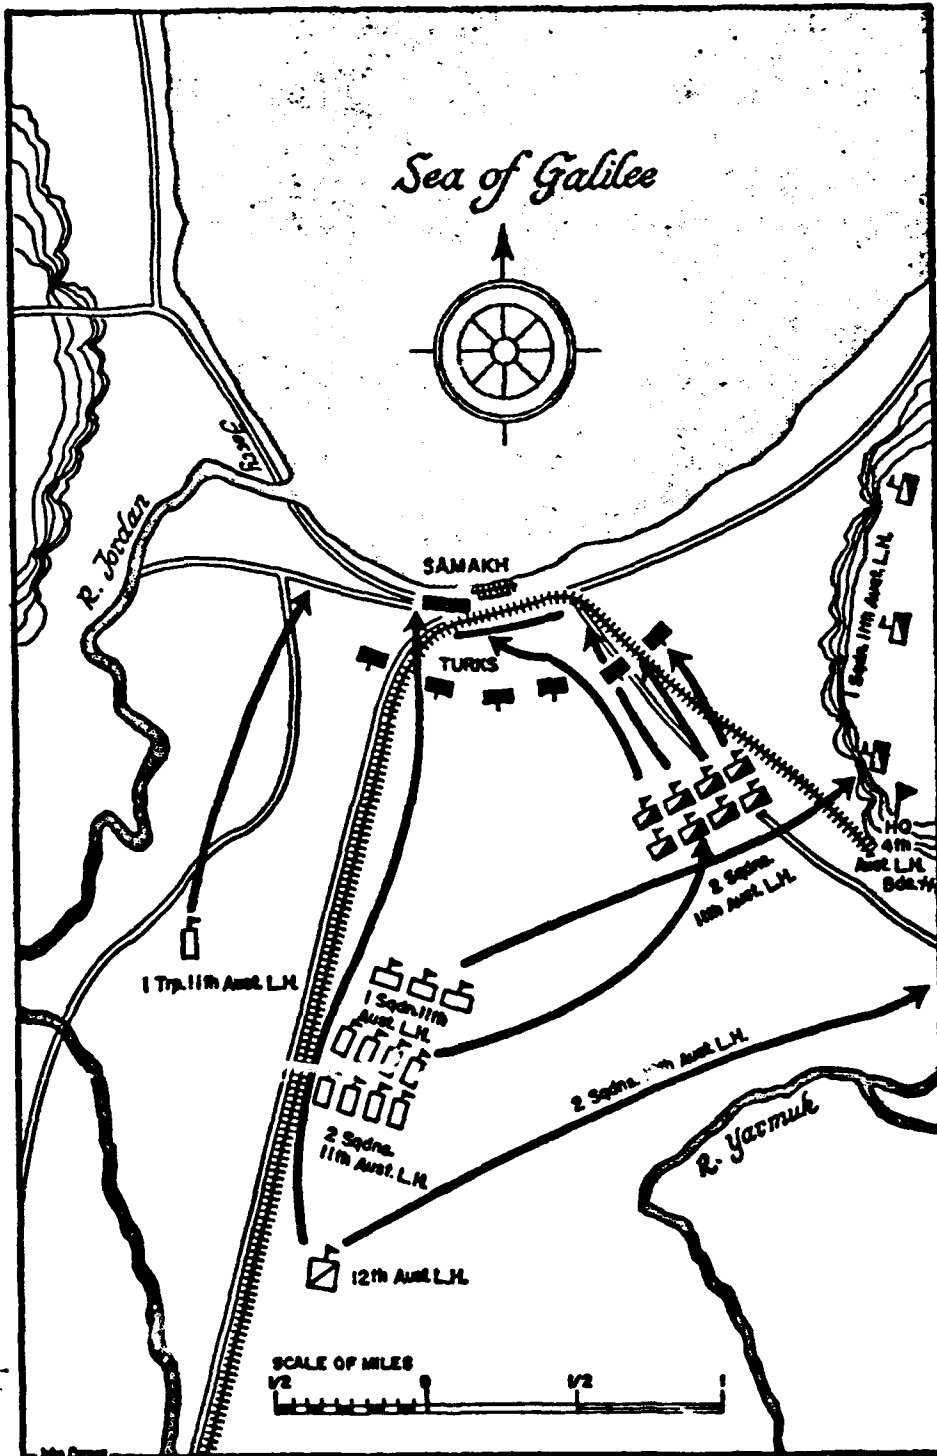 Sea of Galilee
Jetty
R. Jordan
SAMAKH
TURKS
1 Sqdn. 11th Aust. L.H.
HQ
4th
Aust. L.H.
Bde.
2 Sqdns.
11th Aust. L.H.
1 Trp. 11th Aust. L.H.
1 Sqdn. 11th
Aust. L.H.
2 Sqdns. Aust. L.H.
2 Sqdns.
11th Aust. L.H.
R. Yarmuk
12th Aust. L.H.
SCALE OF MILES
1/2 0 1/2 1